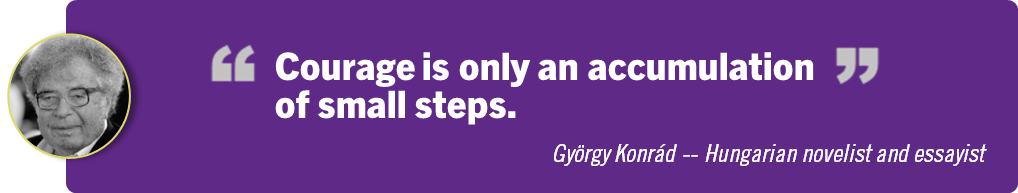 “ Courage is only an accumulation ”
of small steps.
György Konrád -- Hungarian novelist and essayist